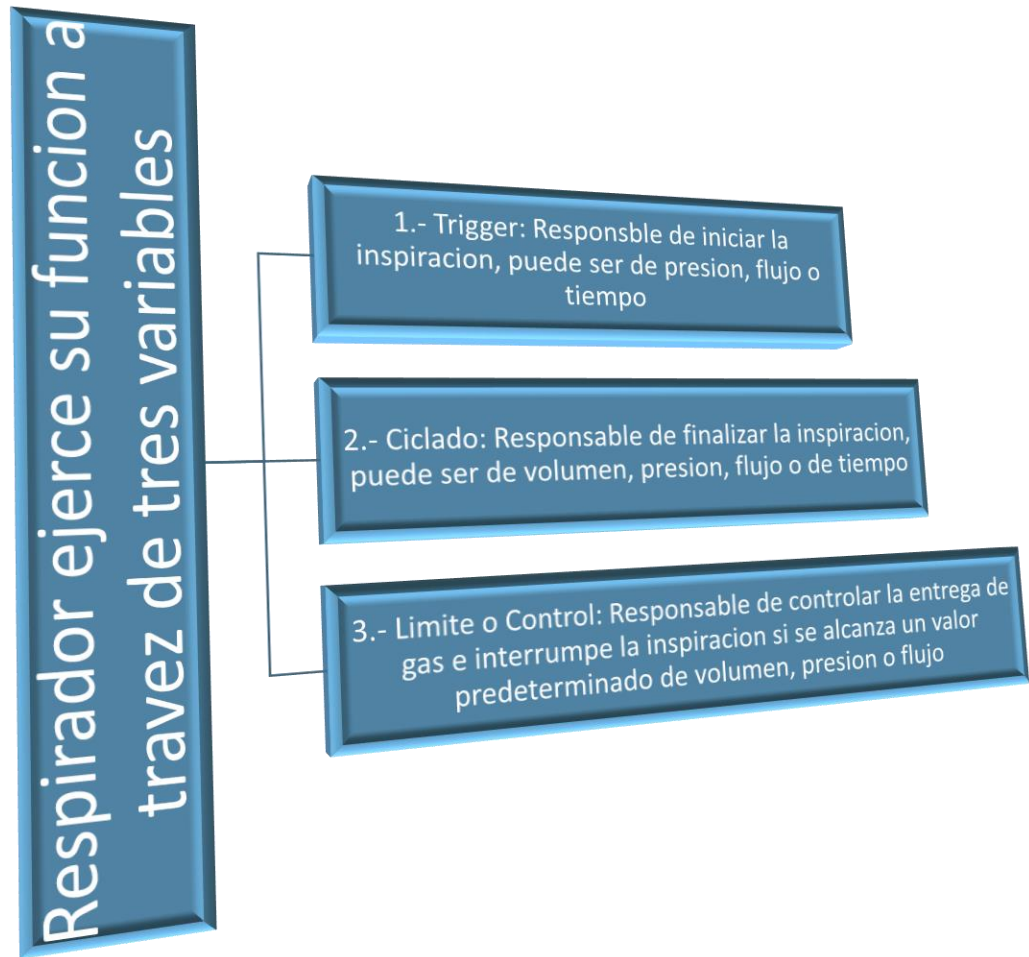 Respirador ejerce su funcion a
travez de tres variables
1.- Trigger: Responsble de iniciar la
inspiracion, puede ser de presion, flujo o
tiempo
2.- Ciclado: Responsable de finalizar la inspiracion,
puede ser de volumen, presion, flujo o de tiempo
3.- Limite o Control: Responsable de controlar la entrega de
gas e interrumpe la inspiracion si se alcanza un valor
predeterminado de volumen, presion o flujo